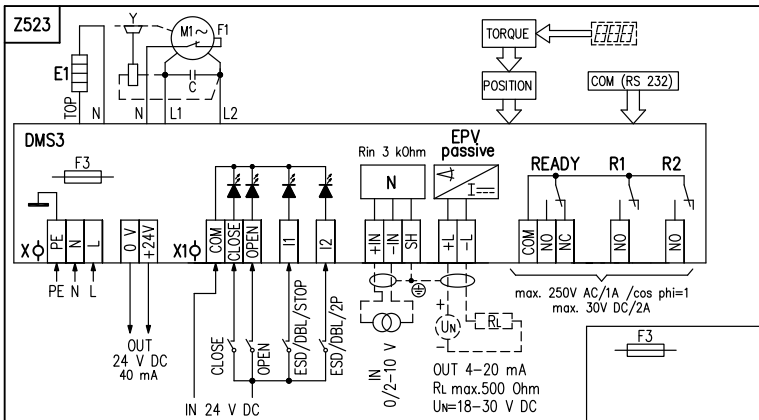 Z523
Y
M1~
F1
E1
C
TOP
N
N
L1
L2
TORQUE
POSITION
COM (RS 232)
DMS3
F3
Rin 3 kOhm
N
EPV
passive
I
READY
R1
R2
X
PE
N
L
0 V
+24V
X1
COM
CLOSE
OPEN
I1
I2
+IN
-IN
SH
+L
-L
COM
NO
NC
NO
NO
PE N L
OUT
24 V DC
40 mA
CLOSE
OPEN
ESD/DBL/STOP
ESD/DBL/2P
IN 24 V DC
IN
0/2-10 V
+
UN
-
RL
OUT 4-20 mA
RL max.500 Ohm
UN=18-30 V DC
max. 250V AC/1A /cos phi=1
max. 30V DC/2A
F3